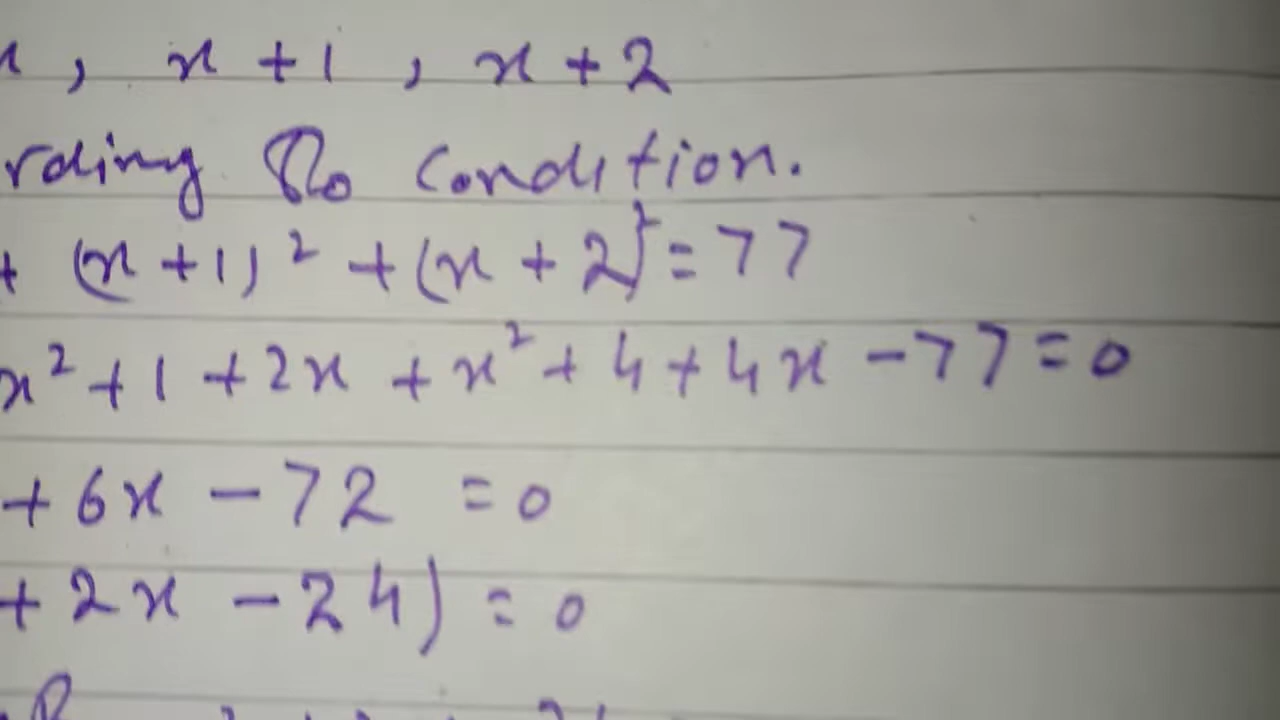 x, x+1, x+2
rding To condition.
+ (x+1)² + (x+2)² = 77
x² + 1 + 2x + x² + 4 + 4x - 77 = 0
+ 6x - 72 = 0
+ 2x - 24) = 0